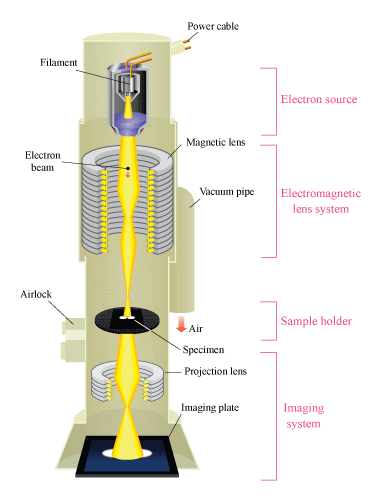 Power cable
Filament
Electron source
Magnetic lens
Electron
beam
Vacuum pipe
Electromagnetic
lens system
Airlock
Air
Sample holder
Specimen
Projection lens
Imaging plate
Imaging
system